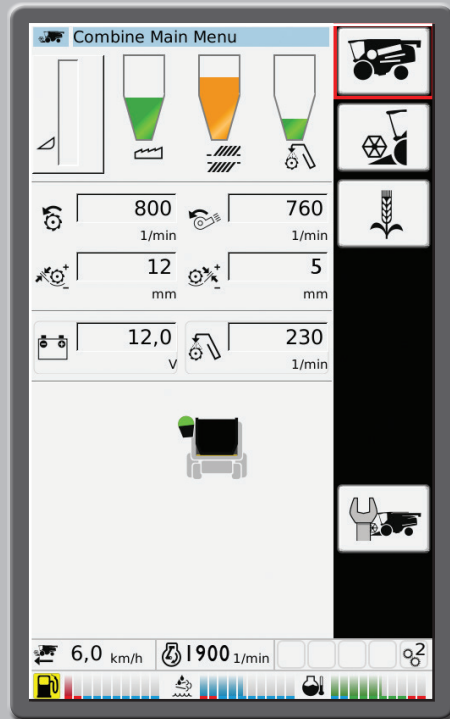 Combine Main Menu
800 760
1/min 1/min
12 5
mm mm
12,0 230
V 1/min
6,0 km/h 1900 1/min 2